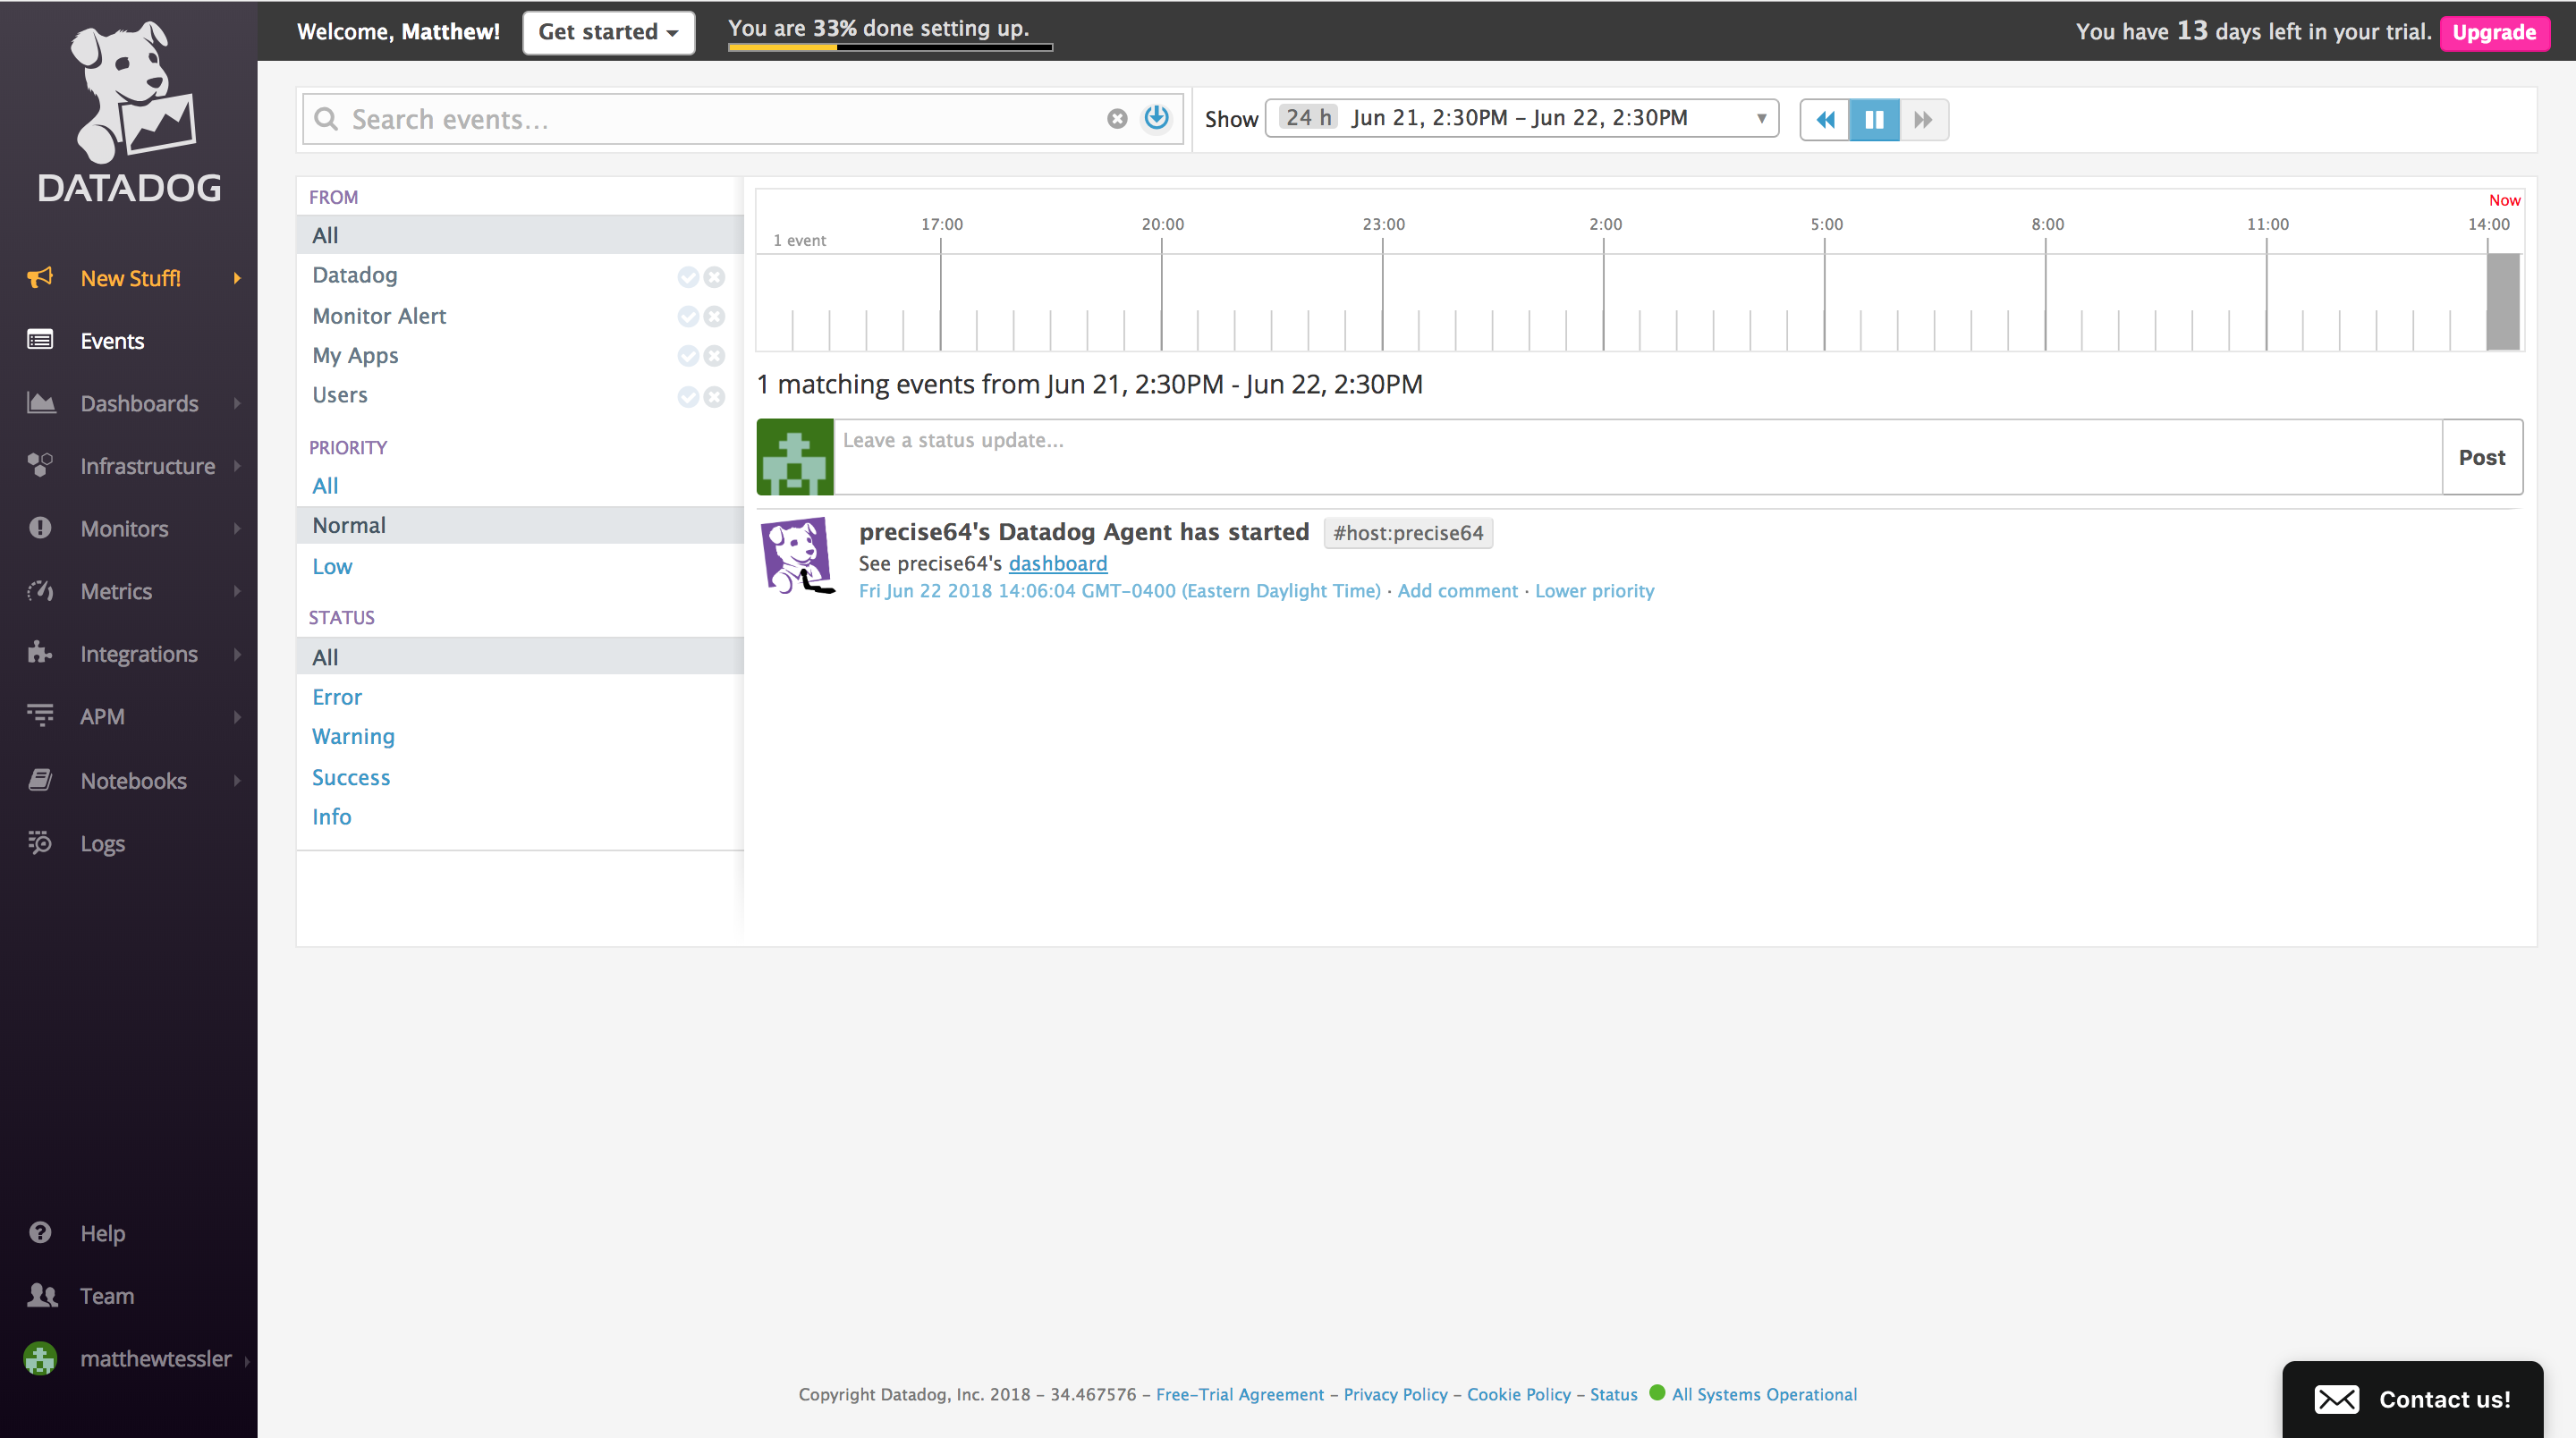 DATADOG
New Stuff!
Events
Dashboards
Infrastructure
Monitors
Metrics
Integrations
APM
Notebooks
Logs
Help
Team
matthewtessler
Welcome, Matthew!
Get started
You are 33% done setting up.
You have 13 days left in your trial.
Upgrade
Search events...
Show
24 h Jun 21, 2:30PM – Jun 22, 2:30PM
FROM
All
Datadog
Monitor Alert
My Apps
Users
PRIORITY
All
Normal
Low
STATUS
All
Error
Warning
Success
Info
Now
17:00 20:00 23:00 2:00 5:00 8:00 11:00 14:00
1 event
1 matching events from Jun 21, 2:30PM - Jun 22, 2:30PM
Leave a status update...
Post
precise64's Datadog Agent has started #host:precise64
See precise64's dashboard
Fri Jun 22 2018 14:06:04 GMT-0400 (Eastern Daylight Time) · Add comment · Lower priority
Copyright Datadog, Inc. 2018 – 34.467576 – Free-Trial Agreement – Privacy Policy – Cookie Policy – Status All Systems Operational
Contact us!